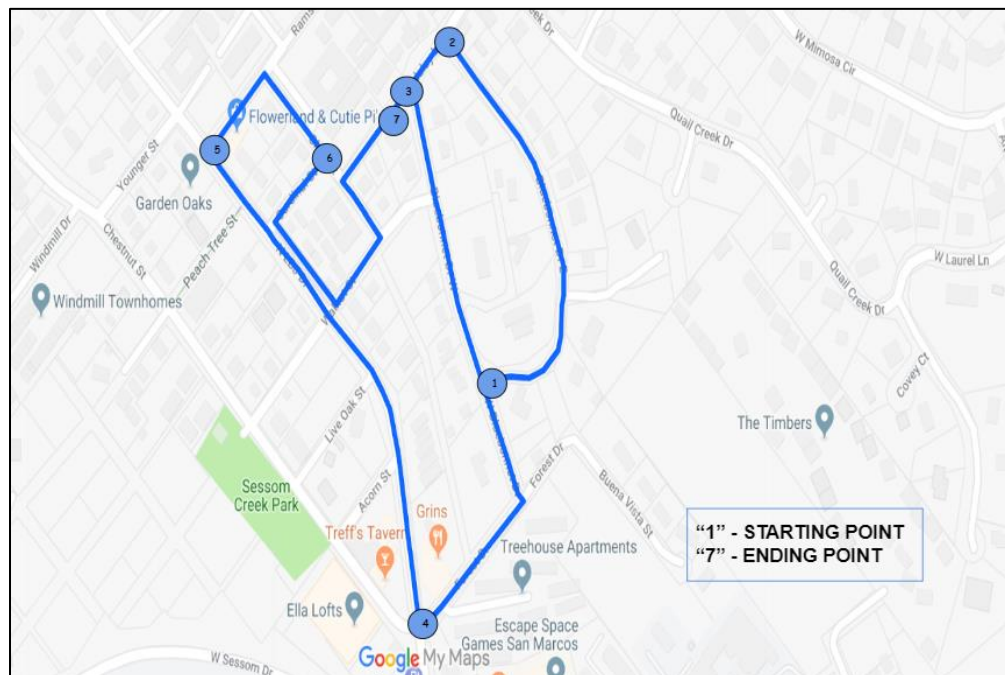 2
3
7
Flowerland & Cutie Pi
5
6
Younger St
Garden Oaks
Windmill Dr
Chestnut St
Peach Tree St
Windmill Townhomes
Quail Creek Dr
W Mimosa Cir
W Laurel Ln
Quail Creek Dr
Covey Ct
1
Live Oak St
The Timbers
Forest Dr
Buena Vista St
Sessom
Creek Park
Acorn St
Grins
Treff's Tavern
Treehouse Apartments
"1" - STARTING POINT
"7" - ENDING POINT
Ella Lofts
4
Escape Space
Games San Marcos
W Sessom Dr
Google My Maps